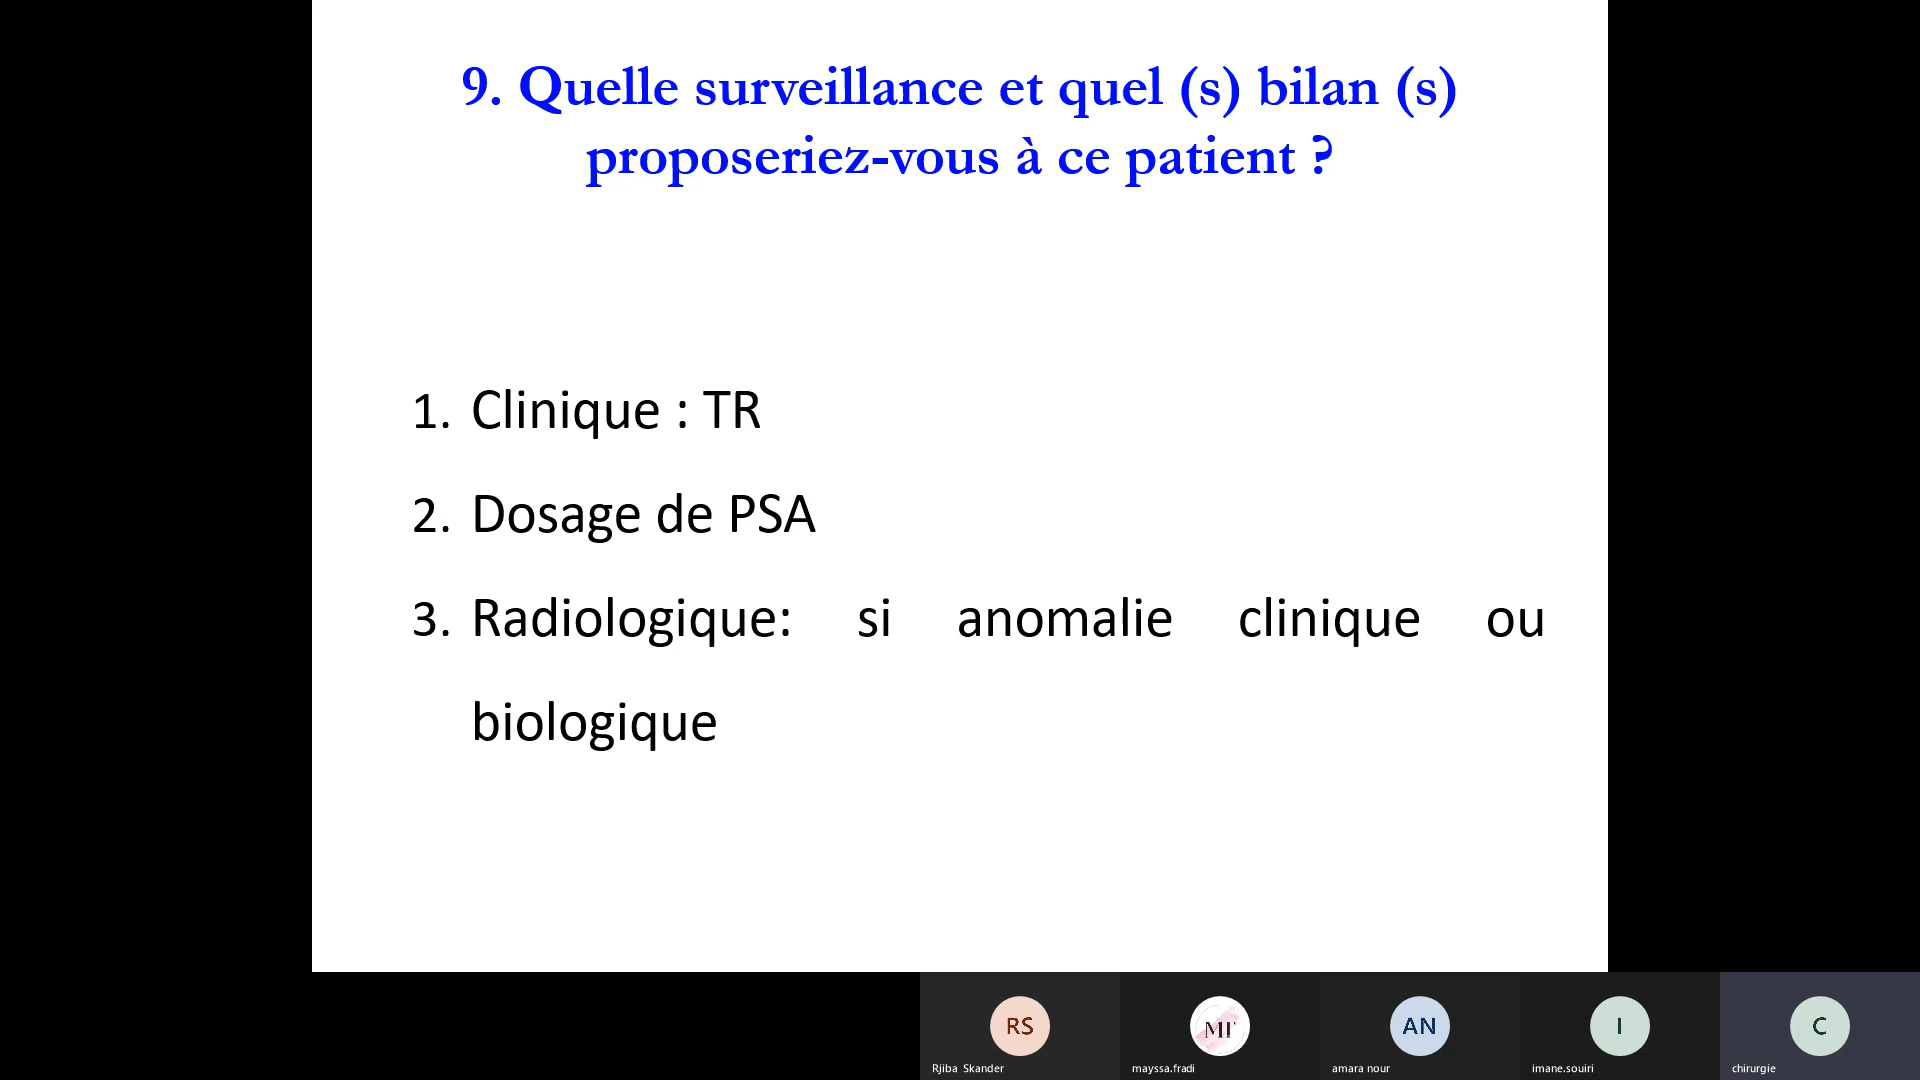 9. Quelle surveillance et quel (s) bilan (s)
proposeriez-vous à ce patient ?
1. Clinique : TR
2. Dosage de PSA
3. Radiologique: si anomalie clinique ou
biologique
RS
MF
AN
I
C
Rjiba Skander
mayssa.fradi
amara nour
imane.souiri
chirurgie